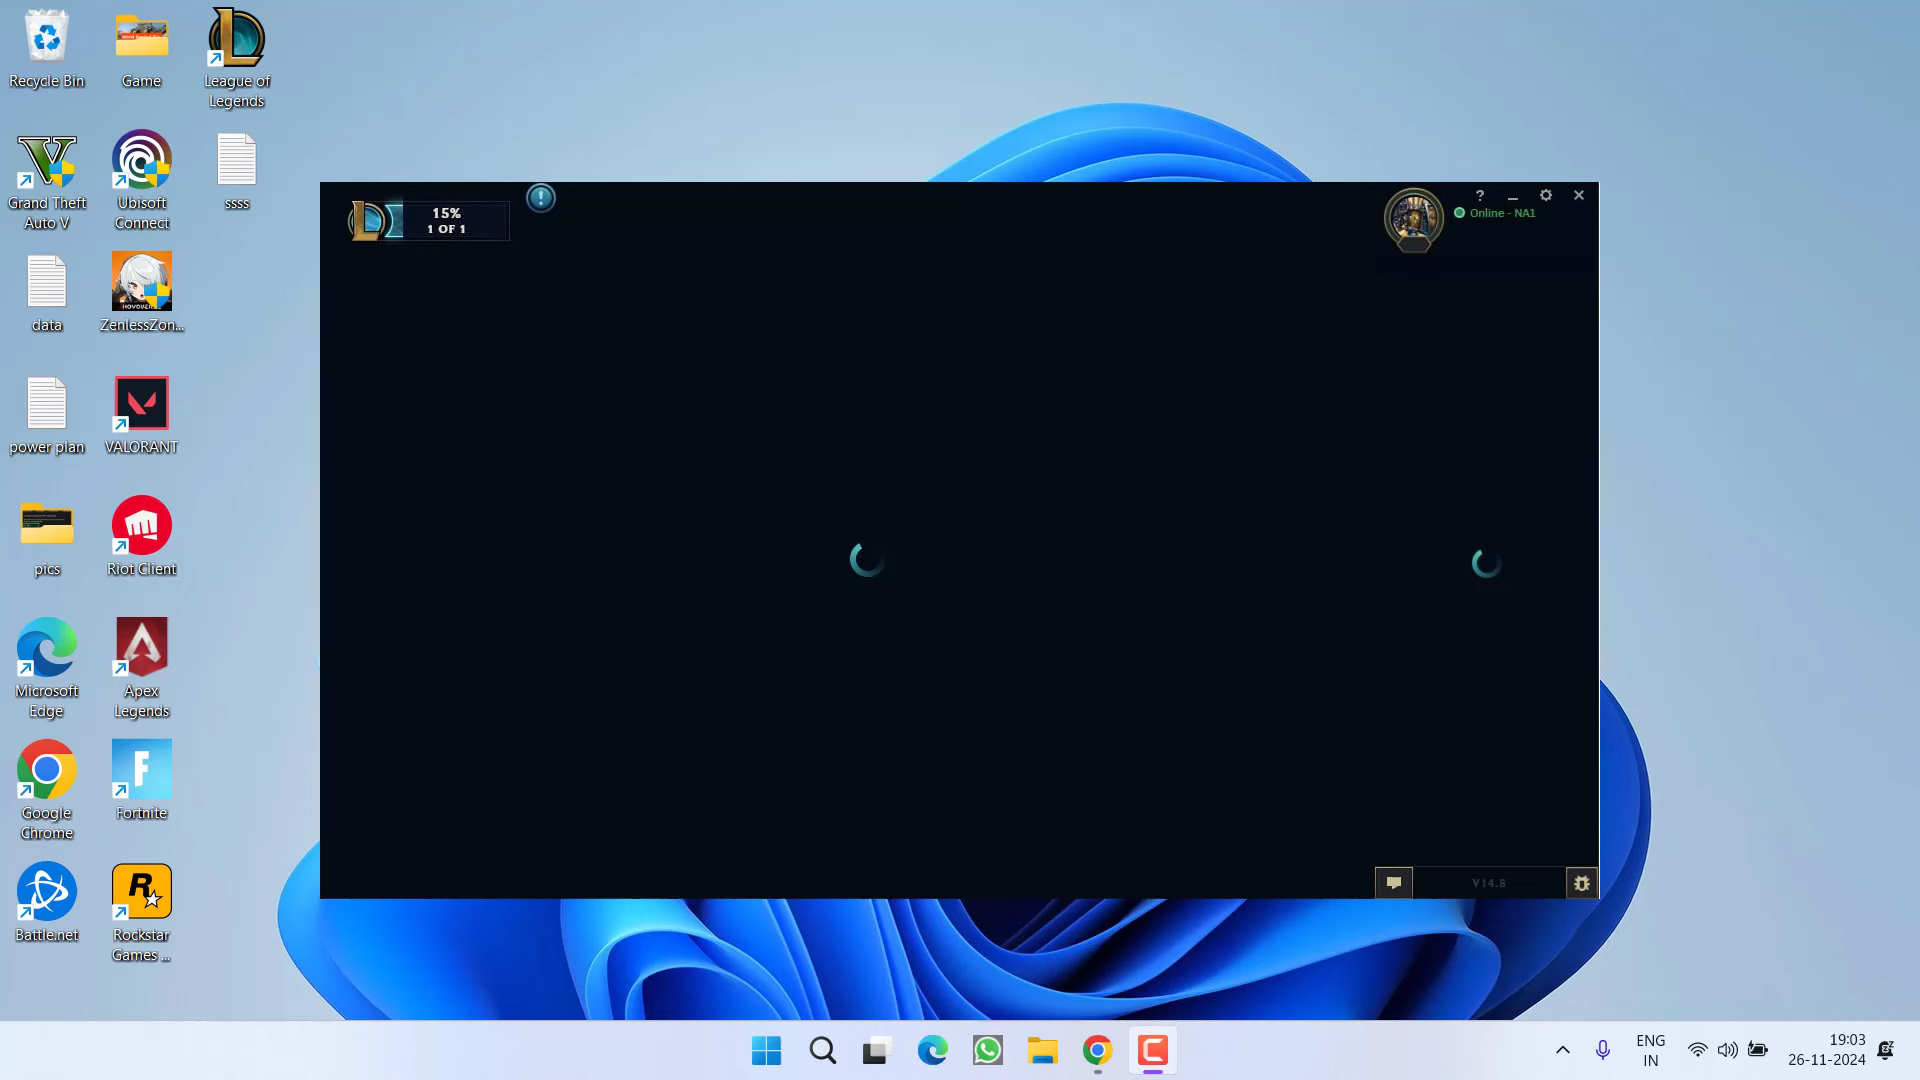 Recycle Bin
Game
League of
Legends
Grand Theft
Auto V
Ubisoft
Connect
ssss
data
HOYOVERSE
ZenlessZon...
power plan
VALORANT
pics
Riot Client
Microsoft
Edge
Apex
Legends
Google
Chrome
Fortnite
Battle.net
Rockstar
Games ...
15%
1 OF 1
Online - NA1
V14.8
ENG
IN
19:03
26-11-2024